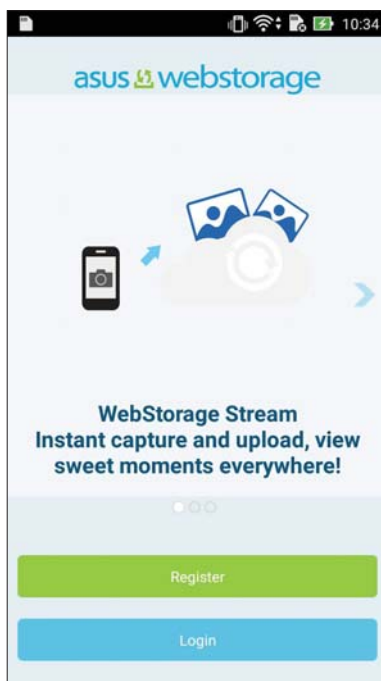 10:34
asus webstorage
WebStorage Stream
Instant capture and upload, view
sweet moments everywhere!
Register
Login